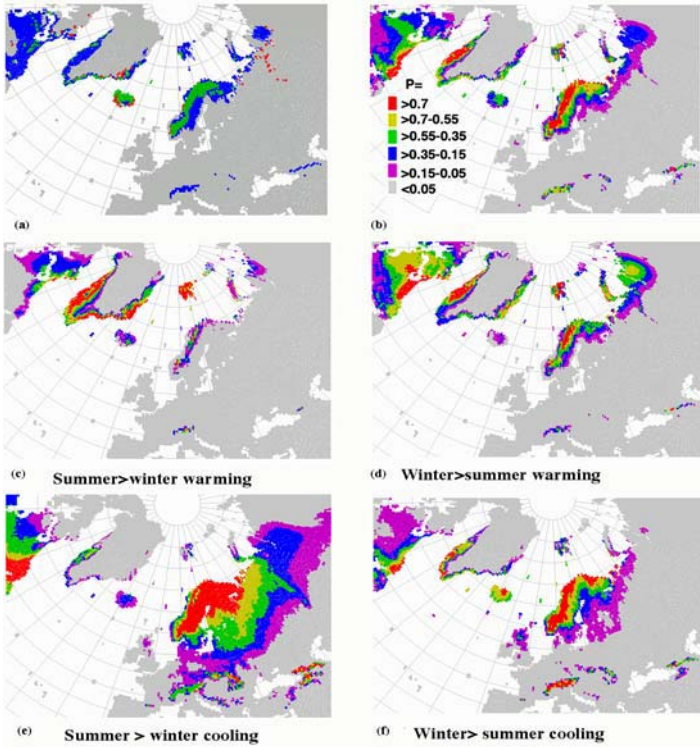 (a)
(b)
P=
>0.7
>0.7-0.55
>0.55-0.35
>0.35-0.15
>0.15-0.05
<0.05
(c)
Summer>winter warming
(d)
Winter>summer warming
(e)
Summer > winter cooling
(f)
Winter> summer cooling